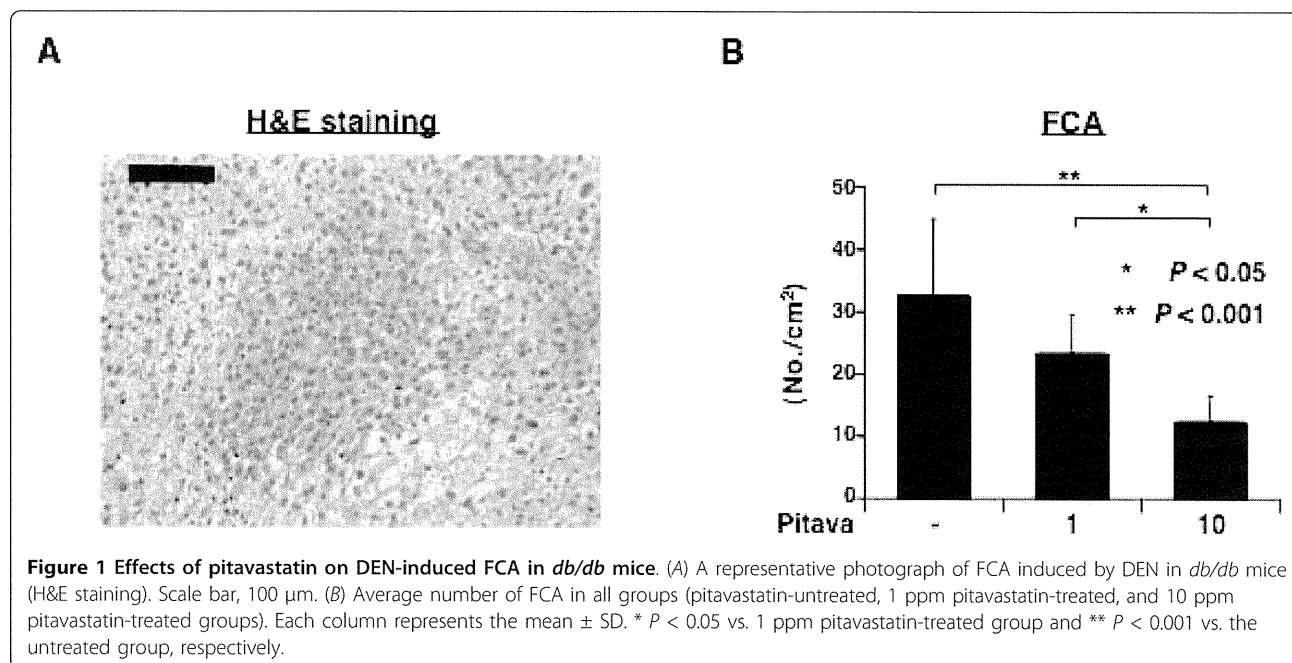 A
B
H&E staining
FCA
**
*
50
40
30
20
10
0
(No./cm²)
* P < 0.05
** P < 0.001
Pitava - 1 10
Figure 1 Effects of pitavastatin on DEN-induced FCA in db/db mice. (A) A representative photograph of FCA induced by DEN in db/db mice
(H&E staining). Scale bar, 100 μm. (B) Average number of FCA in all groups (pitavastatin-untreated, 1 ppm pitavastatin-treated, and 10 ppm
pitavastatin-treated groups). Each column represents the mean ± SD. * P < 0.05 vs. 1 ppm pitavastatin-treated group and ** P < 0.001 vs. the
untreated group, respectively.